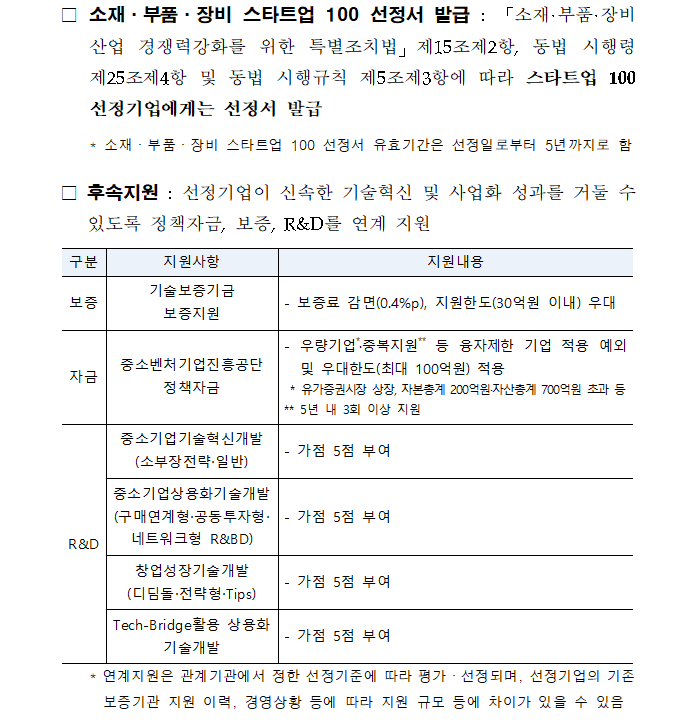 □ 소재·부품·장비 스타트업 100 선정서 발급 : 「소재·부품·장비
산업 경쟁력강화를 위한 특별조치법」제15조제2항, 동법 시행령
제25조제4항 및 동법 시행규칙 제5조제3항에 따라 스타트업 100
선정기업에게는 선정서 발급
* 소재·부품·장비 스타트업 100 선정서 유효기간은 선정일로부터 5년까지로 함
□ 후속지원 : 선정기업이 신속한 기술혁신 및 사업화 성과를 거둘 수
있도록 정책자금, 보증, R&D를 연계 지원
구분 지원사항 지원내용
보증
기술보증기금
보증지원
- 보증료 감면(0.4%p), 지원한도(30억원 이내) 우대
자금
중소벤처기업진흥공단
정책자금
- 우량기업*·중복지원** 등 융자제한 기업 적용 예외
및 우대한도(최대 100억원) 적용
* 유가증권시장 상장, 자본총계 200억원·자산총계 700억원 초과 등
** 5년 내 3회 이상 지원
R&D
중소기업기술혁신개발
(소부장전략·일반)
- 가점 5점 부여
중소기업상용화기술개발
(구매연계형·공동투자형·
네트워크형 R&BD)
- 가점 5점 부여
창업성장기술개발
(디딤돌·전략형·Tips)
- 가점 5점 부여
Tech-Bridge활용 상용화
기술개발
- 가점 5점 부여
* 연계지원은 관계기관에서 정한 선정기준에 따라 평가·선정되며, 선정기업의 기존
보증기관 지원 이력, 경영상황 등에 따라 지원 규모 등에 차이가 있을 수 있음